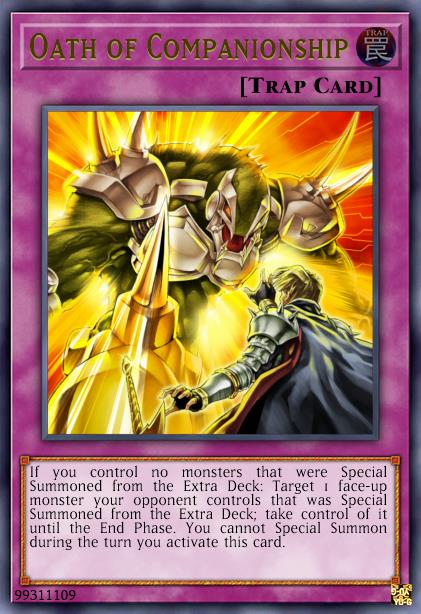 OATH OF COMPANIONSHIP
TRAP
罠
[TRAP CARD]
If you control no monsters that were Special
Summoned from the Extra Deck: Target 1 face-up
monster your opponent controls that was Special
Summoned from the Extra Deck; take control of it
until the End Phase. You cannot Special Summon
during the turn you activate this card.
99311109